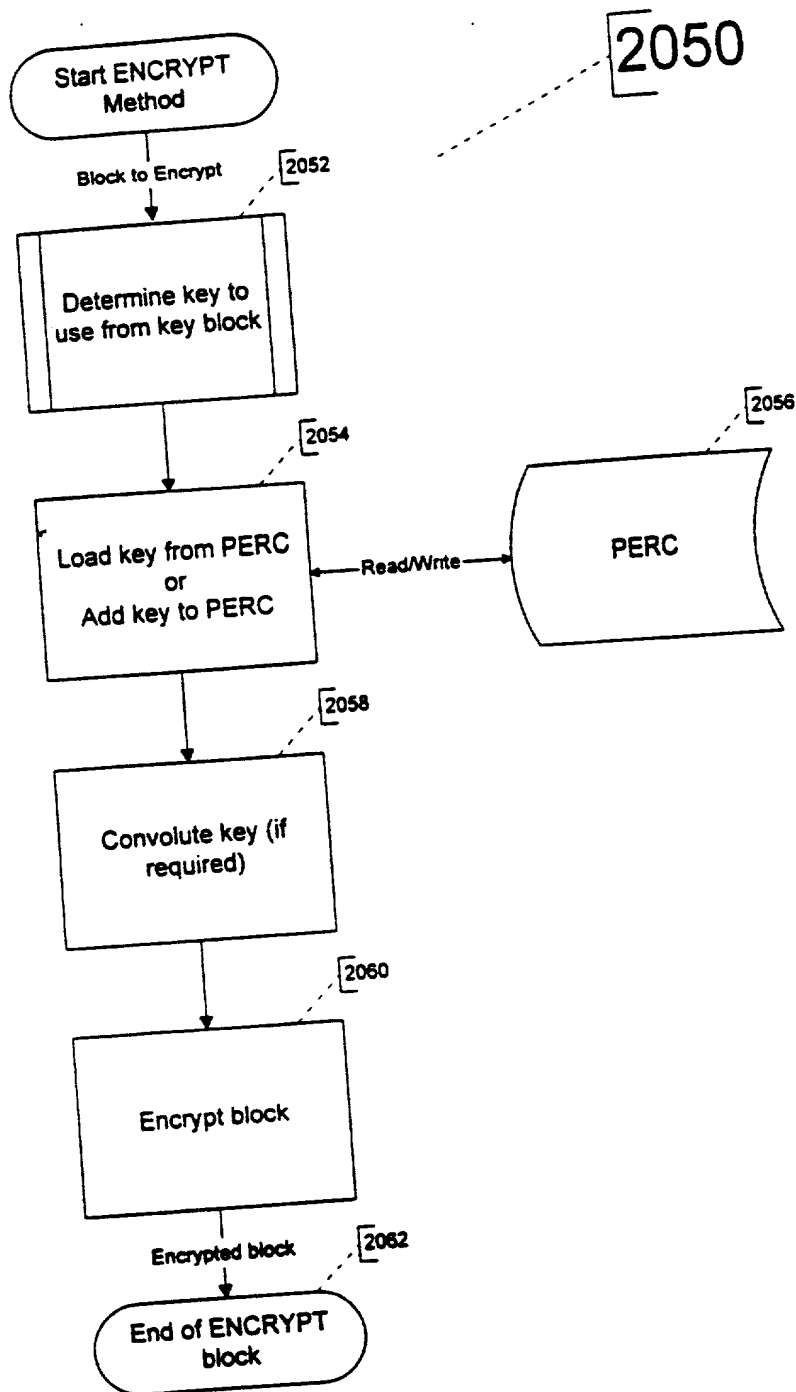 2050
Start ENCRYPT
Method
Block to Encrypt
2052
Determine key to
use from key block
2054
Load key from PERC
or
Add key to PERC
Read/Write
2056
PERC
2058
Convolute key (if
required)
2060
Encrypt block
Encrypted block
2062
End of ENCRYPT
block